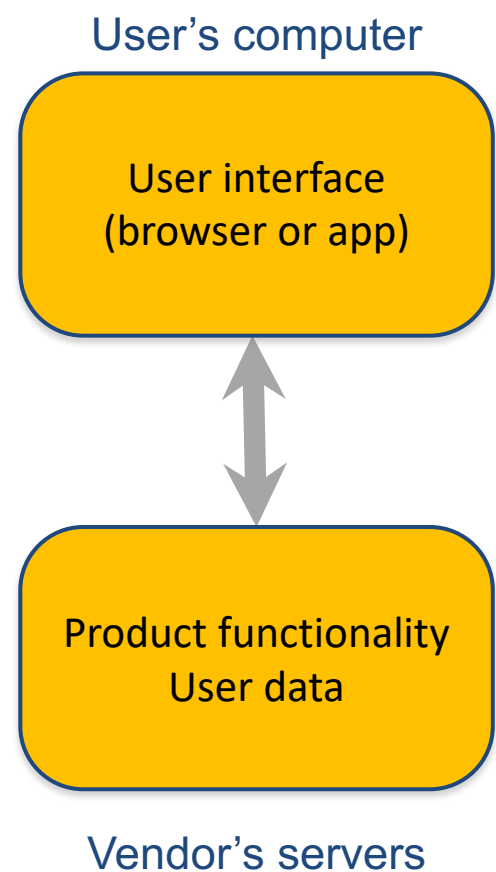 User’s computer
User interface
(browser or app)
Product functionality
User data
Vendor’s servers